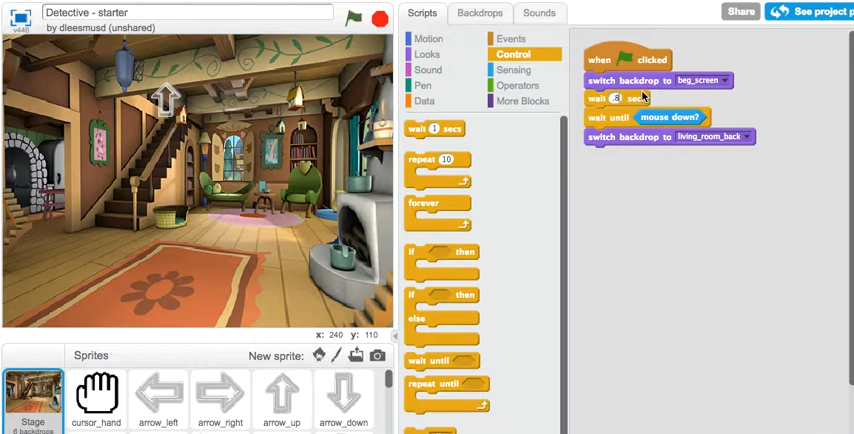 Detective - starter
v446
by dleesmusd (unshared)
Scripts
Backdrops
Sounds
Share
See project p
Motion
Events
Looks
Control
Sound
Sensing
Pen
Operators
Data
More Blocks
wait 1 secs
repeat 10
forever
if then
if then
else
wait until
repeat until
when clicked
switch backdrop to beg_screen
wait .8 secs
wait until mouse down?
switch backdrop to living_room_back
x: 240 y: 110
Sprites
New sprite:
Stage
6 backdrops
cursor_hand
arrow_left
arrow_right
arrow_up
arrow_down